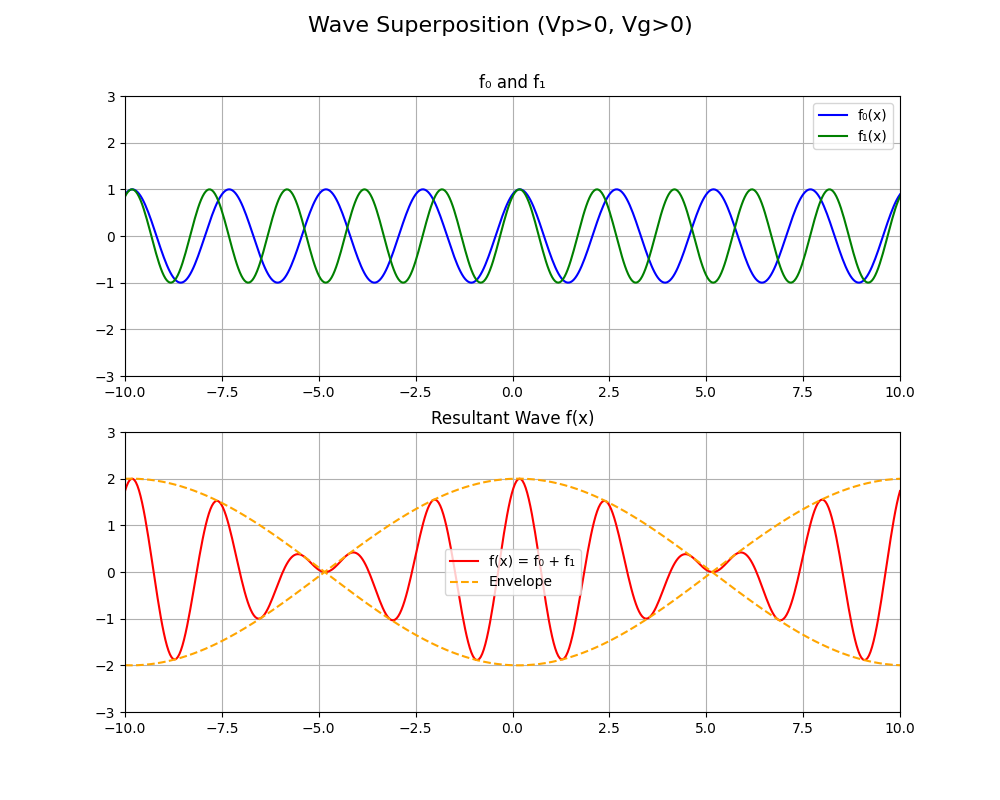 Wave Superposition (Vp>0, Vg>0)
f₀ and f₁
3
2
1
0
−1
−2
−3
f₀(x)
f₁(x)
−10.0 −7.5 −5.0 −2.5 0.0 2.5 5.0 7.5 10.0
Resultant Wave f(x)
3
2
1
0
−1
−2
−3
f(x) = f₀ + f₁
Envelope
−10.0 −7.5 −5.0 −2.5 0.0 2.5 5.0 7.5 10.0